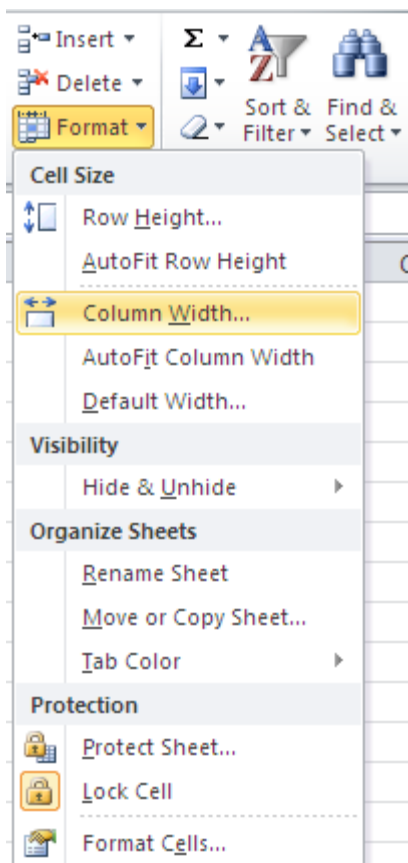 Insert
Delete
Format
Σ
AZ
Sort & Filter
Find & Select
Cell Size
Row Height...
AutoFit Row Height
Column Width...
AutoFit Column Width
Default Width...
Visibility
Hide & Unhide
Organize Sheets
Rename Sheet
Move or Copy Sheet...
Tab Color
Protection
Protect Sheet...
Lock Cell
Format Cells...